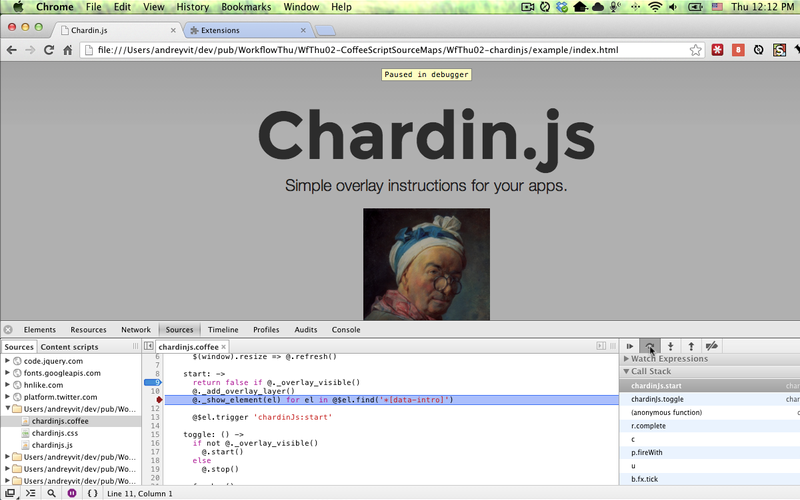 Chrome File Edit View History Bookmarks Window Help Thu 12:12 PM
Chardin.js Extensions
file:///Users/andreyvit/dev/pub/WorkflowThu/WfThu02-CoffeeScriptSourceMaps/WfThu02-chardinjs/example/index.html
Paused in debugger
Chardin.js
Simple overlay instructions for your apps.
Elements Resources Network Sources Timeline Profiles Audits Console
Sources Content scripts chardinjs.coffee
code.jquery.com
fonts.googleapis.com
hnlike.com
platform.twitter.com
Users/andreyvit/dev/pub/Wo...
chardinjs.coffee
chardinjs.css
chardinjs.js
Users/andreyvit/dev/pub/Wo...
Users/andreyvit/dev/pub/Wo...
Users/andreyvit/dev/pub/Wo...
6 $(window).resize => @.refresh()
8 start: ->
9 return false if @._overlay_visible()
10 @._add_overlay_layer()
@._show_element(el) for el in @$el.find('*[data-intro]')
12
13 @$el.trigger 'chardinJs:start'
14
15 toggle: () ->
16 if not @._overlay_visible()
17 @.start()
18 else
19 @.stop()
20
Watch Expressions
Call Stack
chardinJs.start
chardinJs.toggle
(anonymous function)
r.complete
c
p.fireWith
u
b.fx.tick
Line 11, Column 1